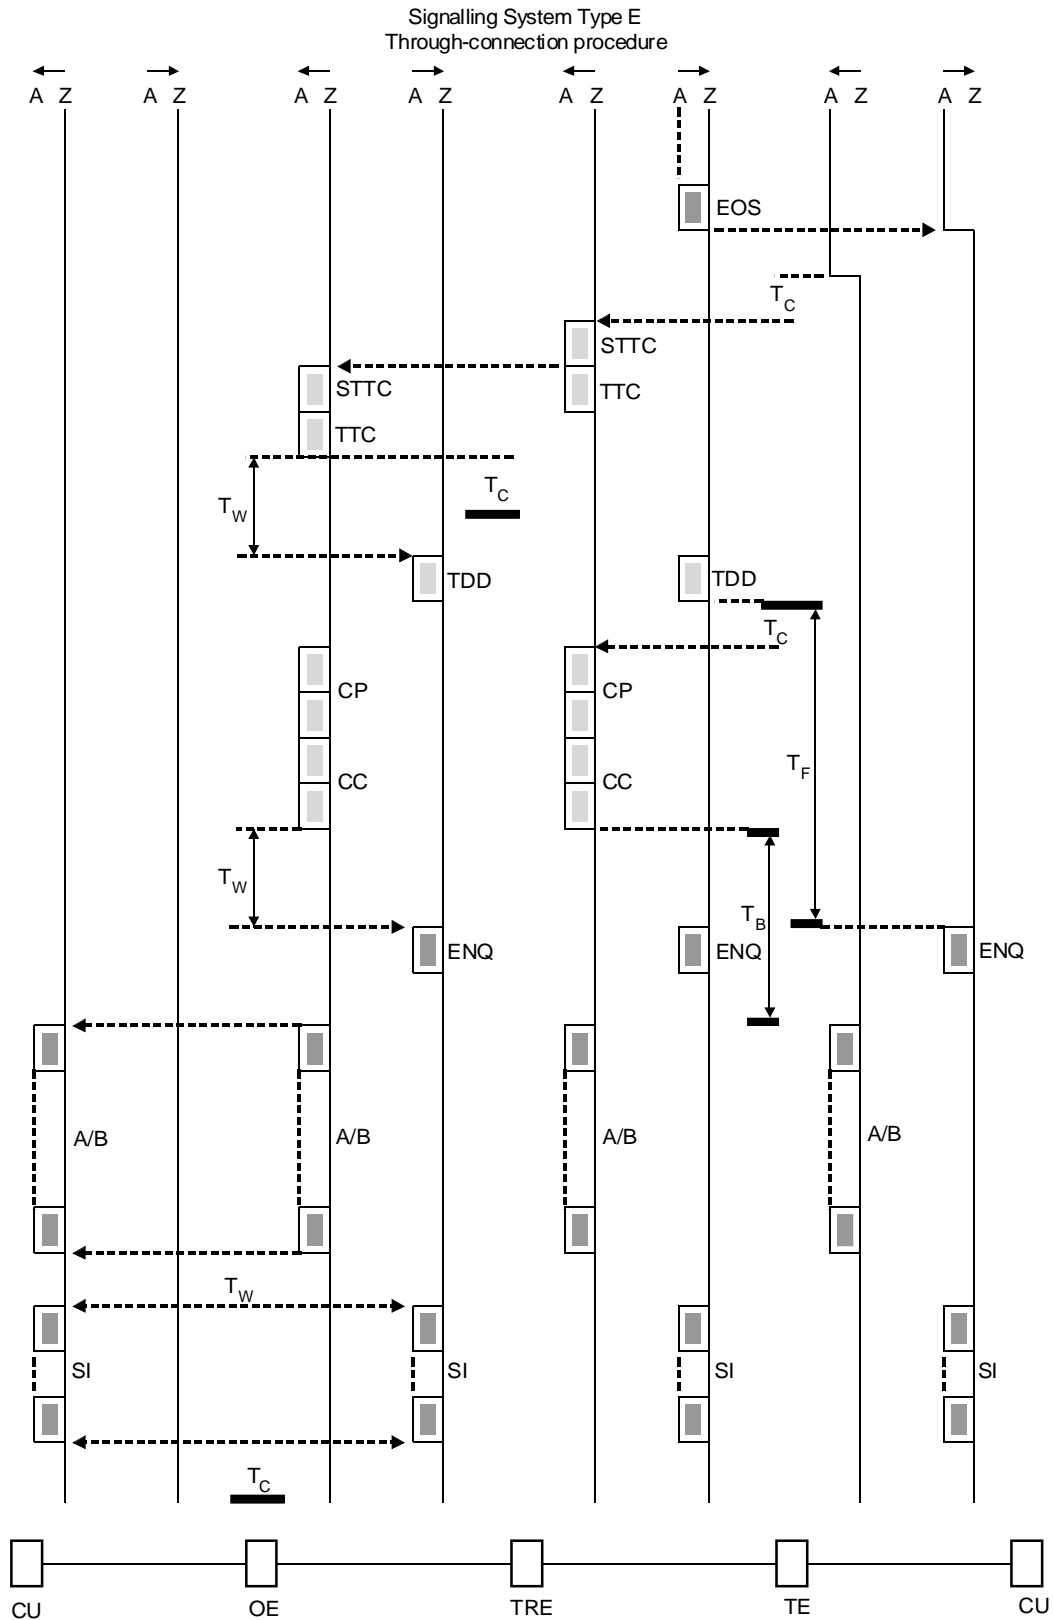 Signalling System Type E
Through-connection procedure
A Z A Z A Z A Z A Z A Z A Z A Z
EOS
TC
STTC
STTC TTC
TTC
TC
TW
TDD TDD
TC
CP CP
TF
CC CC
TW
TB
ENQ ENQ ENQ
A/B A/B A/B A/B
TW
SI SI SI SI
TC
CU OE TRE TE CU